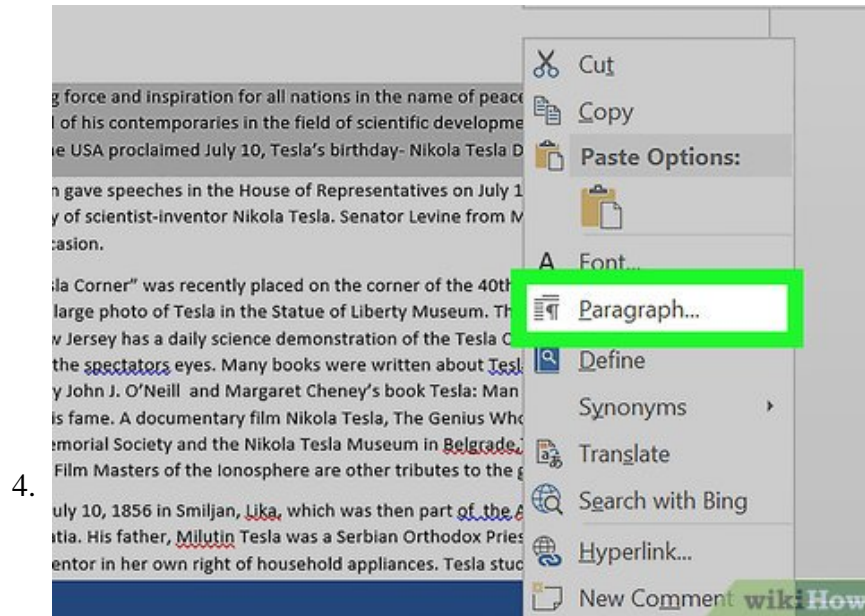 force and inspiration for all nations in the name of peace
of his contemporaries in the field of scientific developme
USA proclaimed July 10, Tesla's birthday- Nikola Tesla D
gave speeches in the House of Representatives on July 1
of scientist-inventor Nikola Tesla. Senator Levine from M
casion.
sla Corner" was recently placed on the corner of the 40th
large photo of Tesla in the Statue of Liberty Museum. Th
Jersey has a daily science demonstration of the Tesla C
the spectators eyes. Many books were written about Tesl
John J. O'Neill and Margaret Cheney's book Tesla: Man
is fame. A documentary film Nikola Tesla, The Genius Who
emorial Society and the Nikola Tesla Museum in Belgrade,
Film Masters of the Ionosphere are other tributes to the g
4.
uly 10, 1856 in Smiljan, Lika, which was then part of the A
atia. His father, Milutin Tesla was a Serbian Orthodox Pries
entor in her own right of household appliances. Tesla stud
Cut
Copy
Paste Options:
Font...
Paragraph...
Define
Synonyms
Translate
Search with Bing
Hyperlink...
New Comment
wikiHow